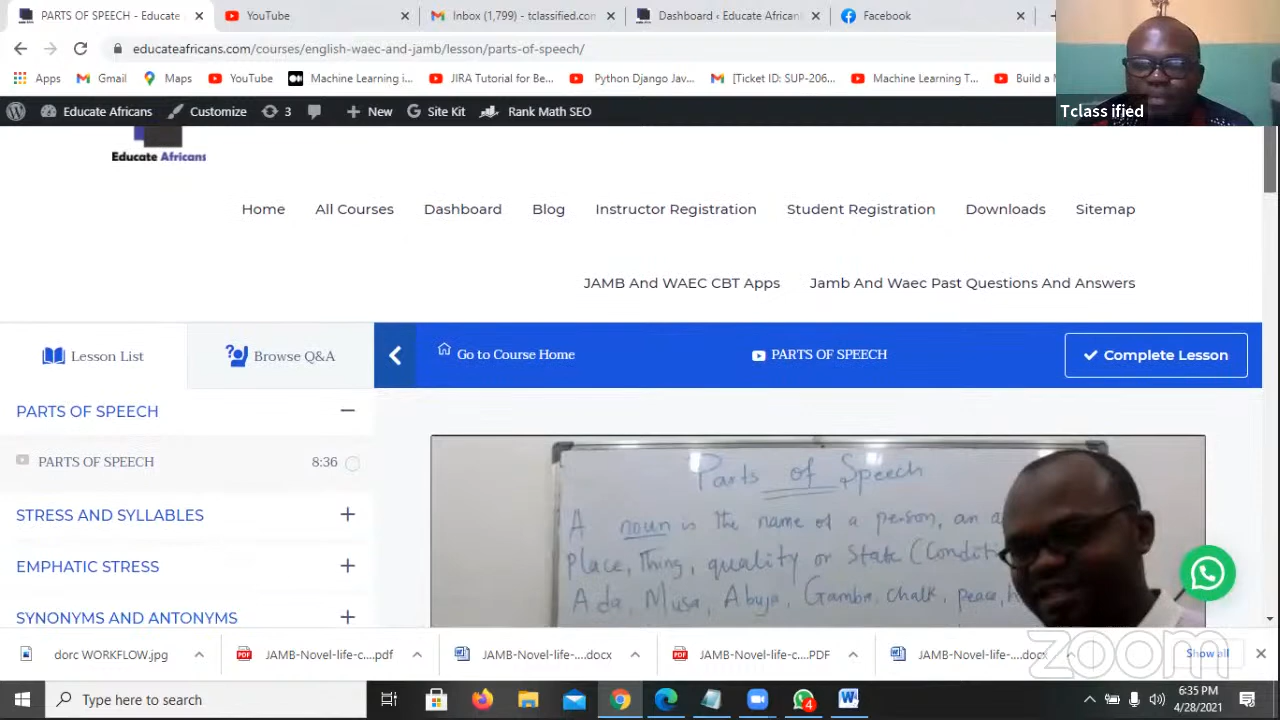 PARTS OF SPEECH - Educate
YouTube
Inbox (1,799) - tclassified.com
Dashboard ‹ Educate African
Facebook
educateafricans.com/courses/english-waec-and-jamb/lesson/parts-of-speech/
Apps Gmail Maps YouTube Machine Learning i... JIRA Tutorial for Be... Python Django Jav... [Ticket ID: SUP-206... Machine Learning T... Build a
Tclassified
Educate Africans Customize 3 New Site Kit Rank Math SEO
Educate Africans
Home All Courses Dashboard Blog Instructor Registration Student Registration Downloads Sitemap
JAMB And WAEC CBT Apps Jamb And Waec Past Questions And Answers
Lesson List Browse Q&A Go to Course Home PARTS OF SPEECH Complete Lesson
PARTS OF SPEECH
PARTS OF SPEECH 8:36
STRESS AND SYLLABLES
EMPHATIC STRESS
SYNONYMS AND ANTONYMS
Parts of Speech
A noun is the name of a person, an
place, Thing, quality or State (Conditi
Ada, Musa, Abuja, Gamba, chalk, peace,
zoom
dorc WORKFLOW.jpg JAMB-Novel-life-c....pdf JAMB-Novel-life-....docx JAMB-Novel-life-c....PDF JAMB-Novel-life-....docx Show all
Type here to search
4
6:35 PM
4/28/2021